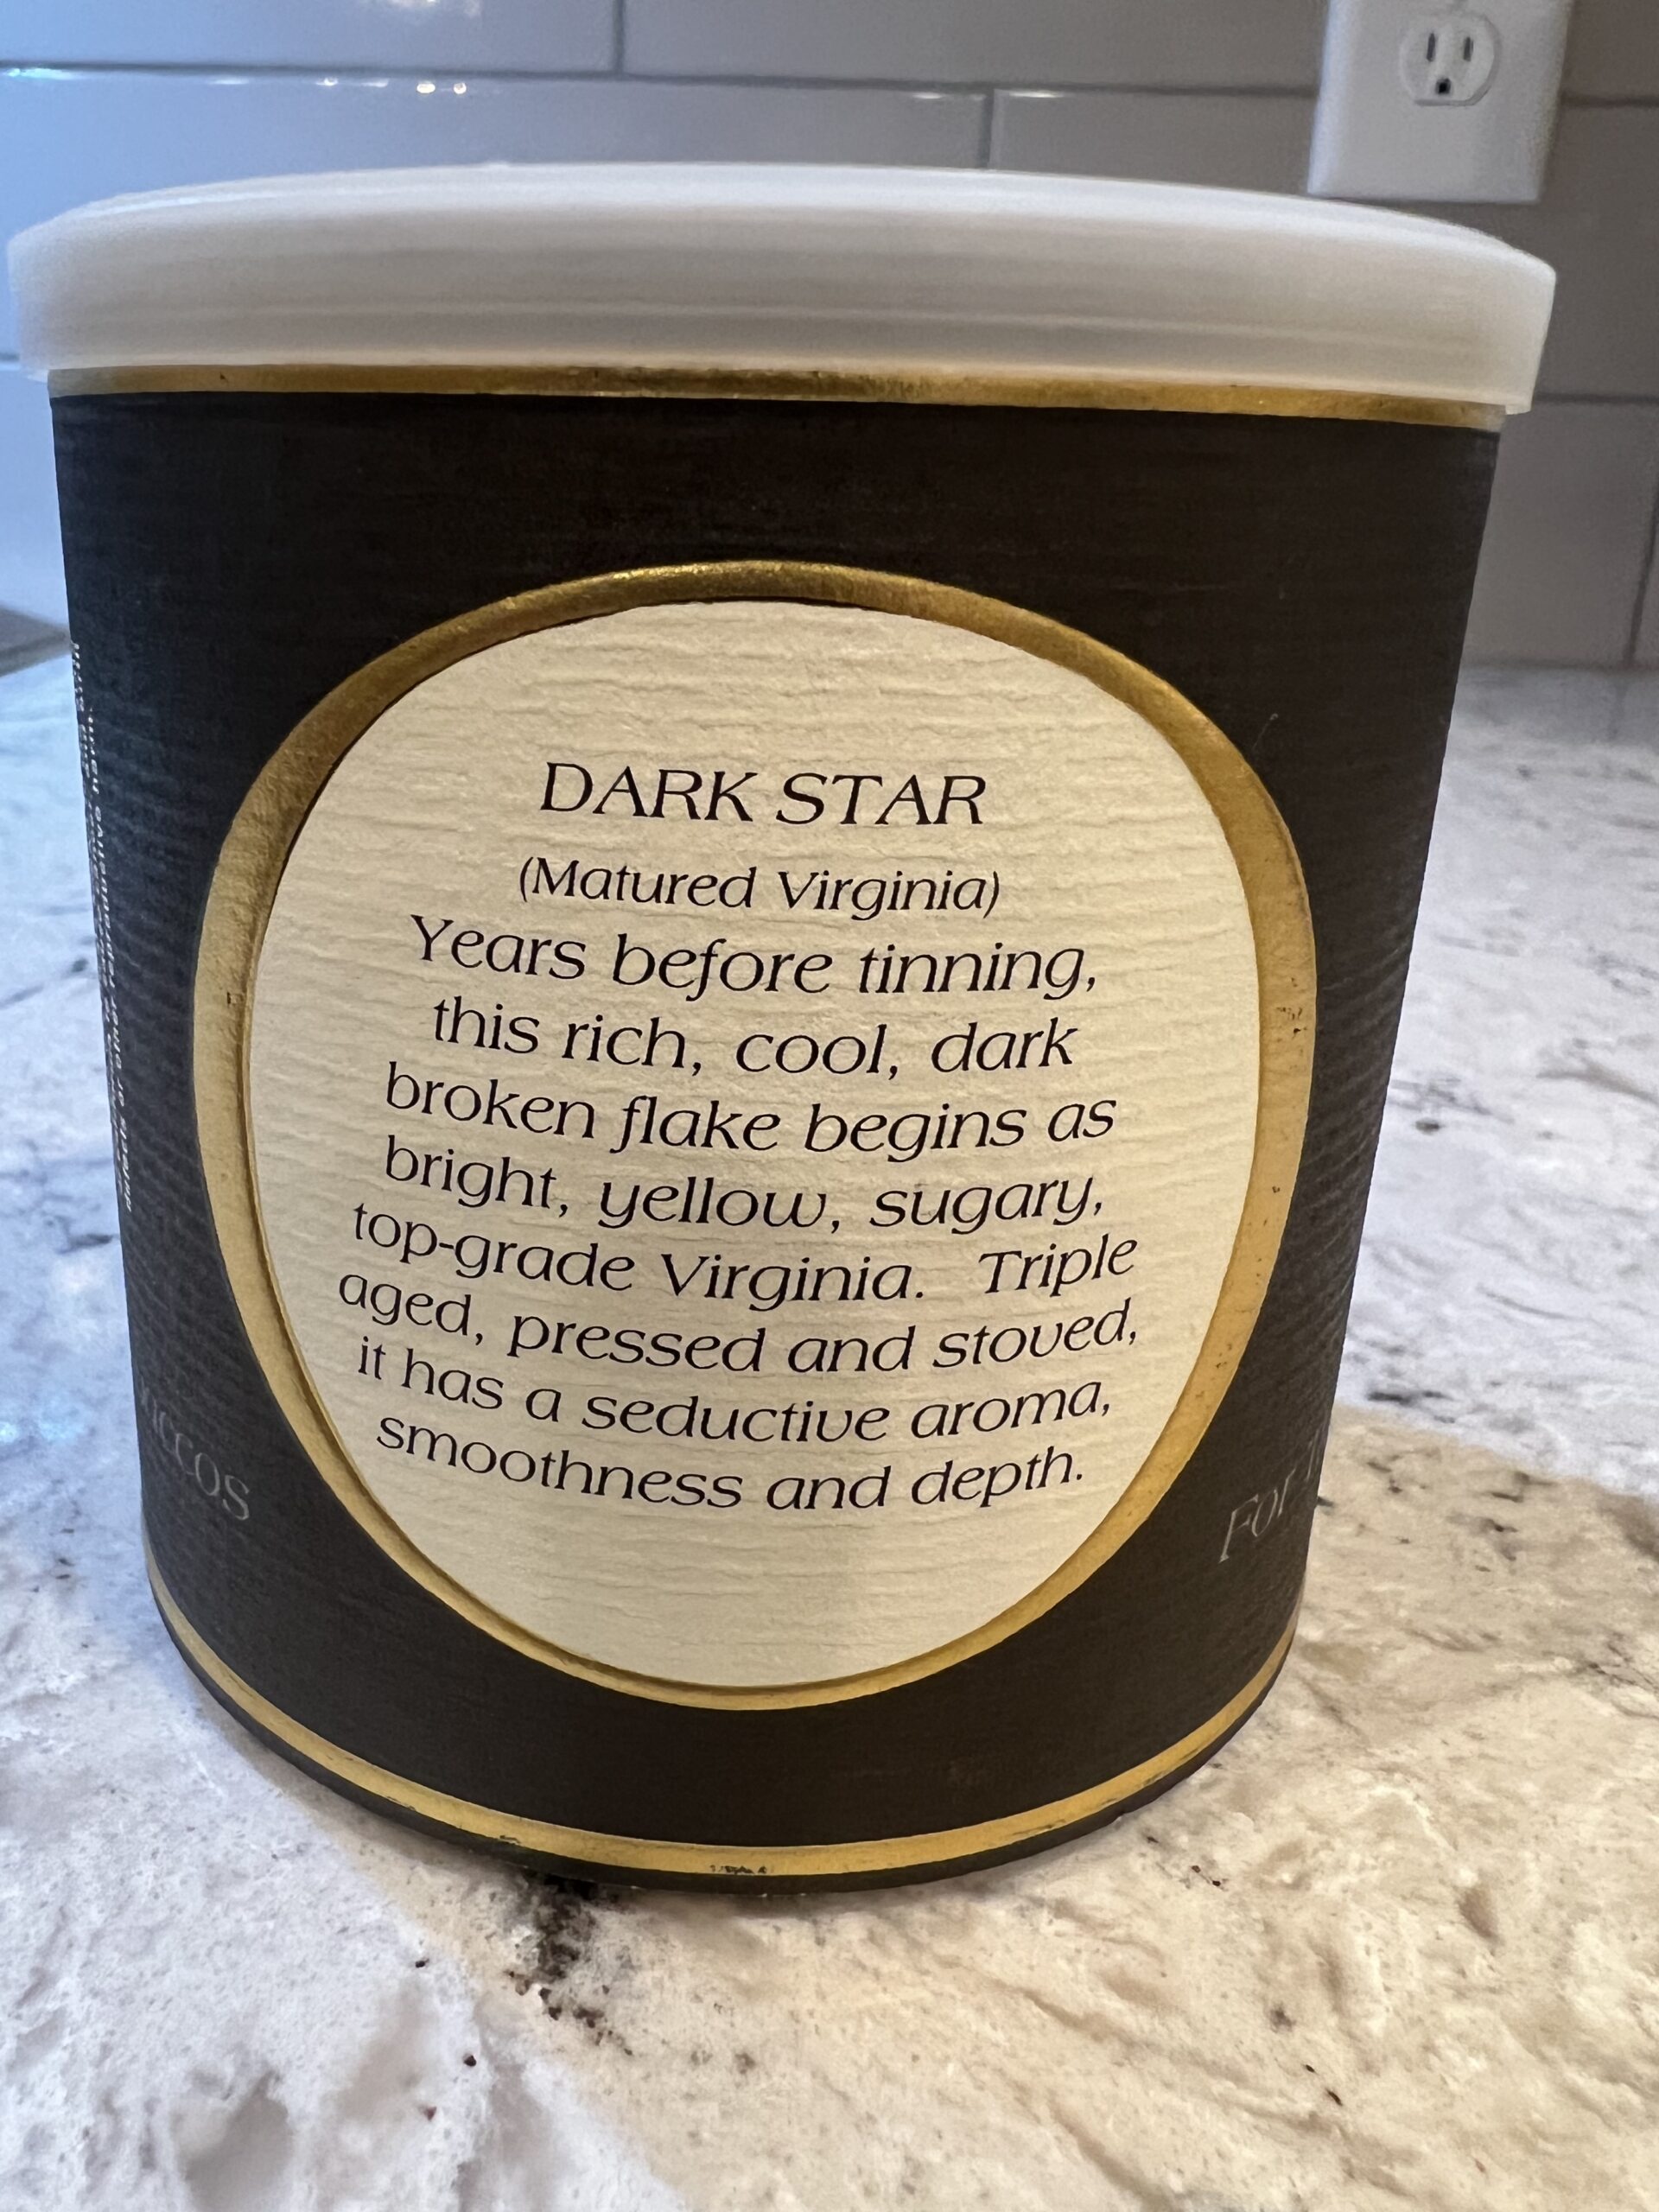 DARK STAR
(Matured Virginia)
Years before tinning,
this rich, cool, dark
broken flake begins as
bright, yellow, sugary,
top-grade Virginia. Triple
aged, pressed and stoved,
it has a seductive aroma,
smoothness and depth.
For